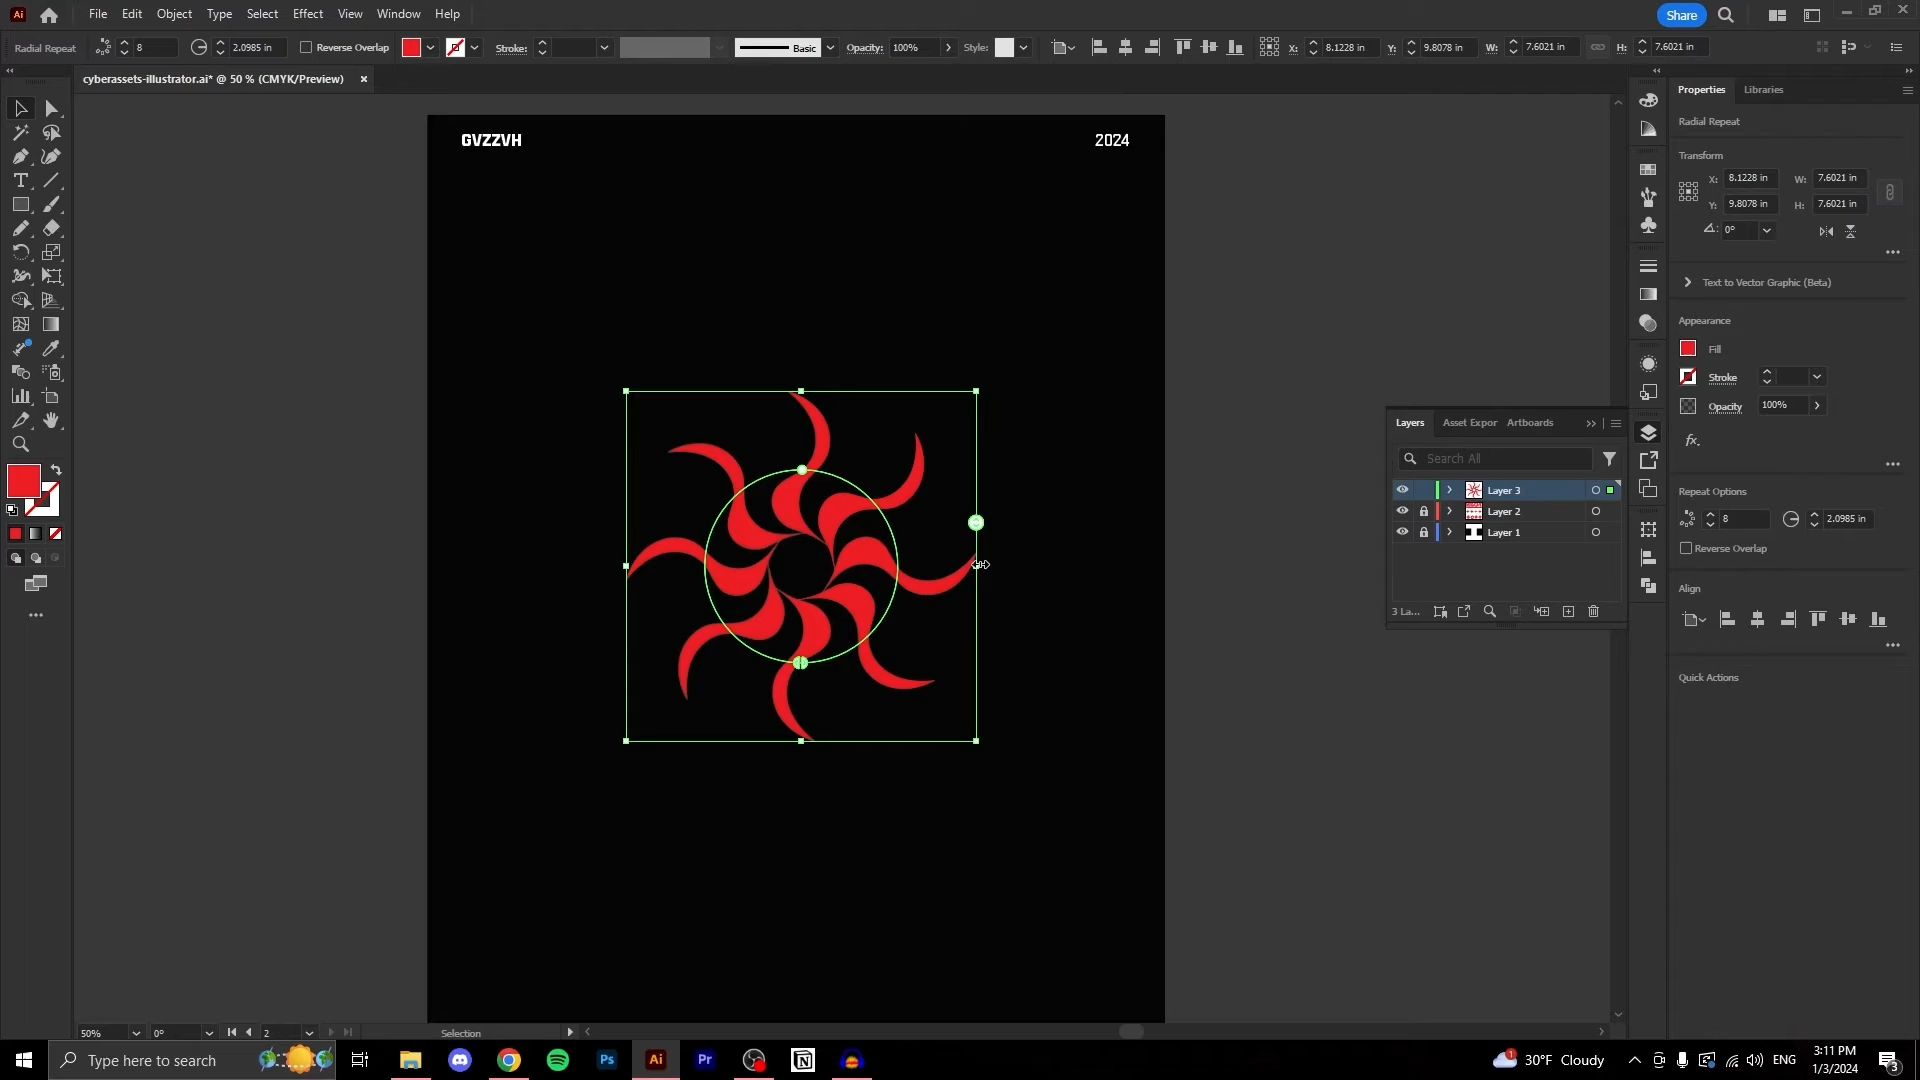 Ai File Edit Object Type Select Effect View Window Help Share
Radial Repeat 8 2.0985 in Reverse Overlap Stroke: Basic Opacity: 100% Style: X: 8.1228 in Y: 9.8078 in W: 7.6021 in H: 7.6021 in
cyberassets-illustrator.ai* @ 50 % (CMYK/Preview) ×
Properties Libraries
Radial Repeat
Transform
X: 8.1228 in W: 7.6021 in
Y: 9.8078 in H: 7.6021 in
0°
Text to Vector Graphic (Beta)
Appearance
Fill
Stroke
Opacity 100%
fx.
Repeat Options
8 2.0985 in
Reverse Overlap
Align
Quick Actions
GVZZVH 2024
Layers Asset Expor Artboards
Search All
Layer 3
Layer 2
Layer 1
3 La...
50% 0° 2 Selection
Type here to search Ps Ai Pr 1 30°F Cloudy ENG 3:11 PM
1/3/2024 3